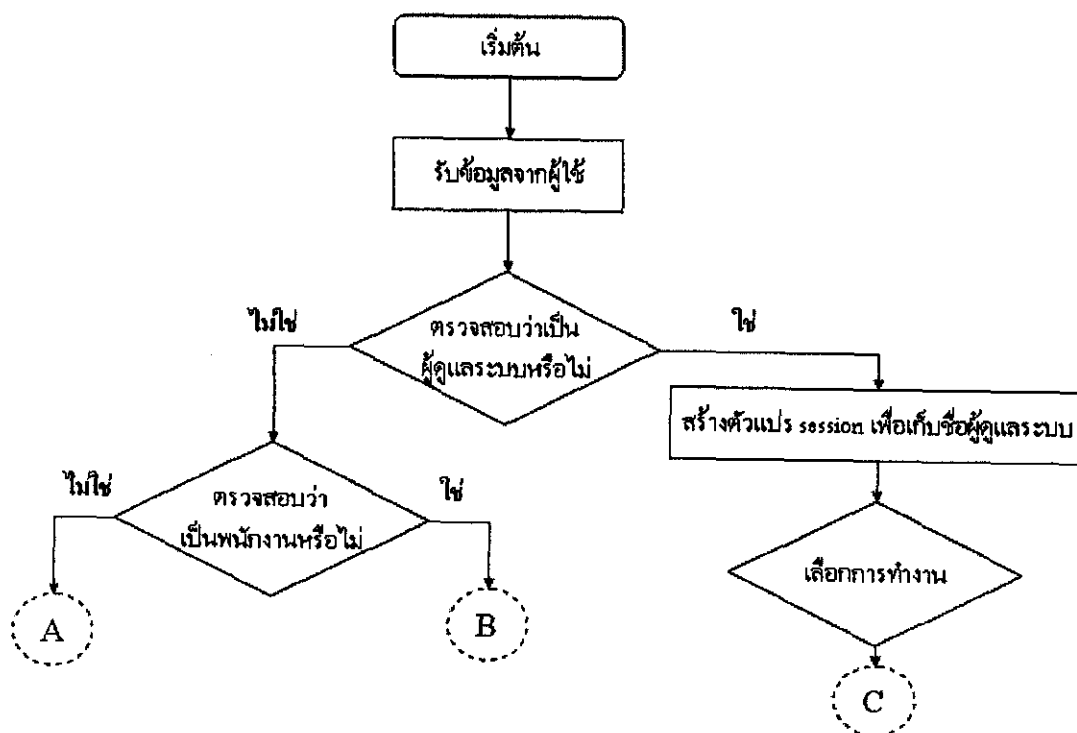 เริ่มต้น
รับข้อมูลจากผู้ใช้
ไม่ใช่
ตรวจสอบว่าเป็น
ผู้ดูแลระบบหรือไม่
ใช่
สร้างตัวแปร session เพื่อเก็บชื่อผู้ดูแลระบบ
ไม่ใช่
ตรวจสอบว่า
เป็นพนักงานหรือไม่
ใช่
เลือกการทำงาน
A
B
C